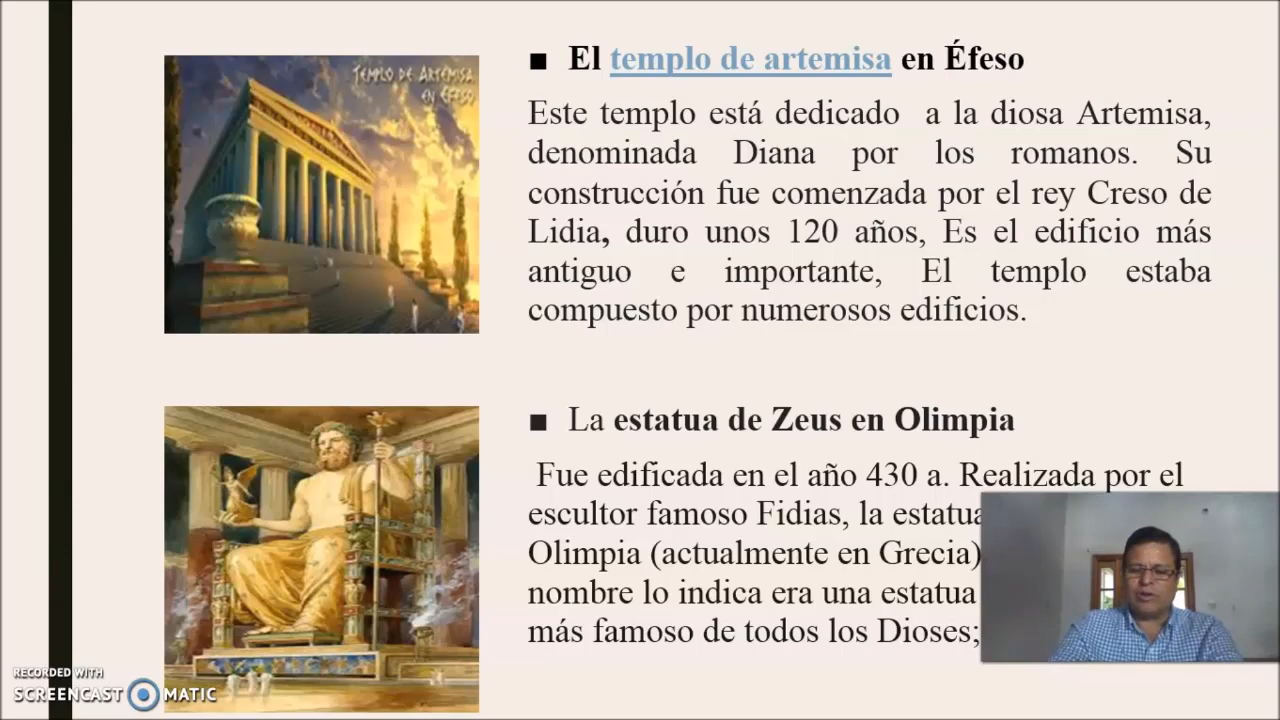 TEMPLO DE ARTEMISA
EN ÉFESO
■ El templo de artemisa en Éfeso
Este templo está dedicado a la diosa Artemisa,
denominada Diana por los romanos. Su
construcción fue comenzada por el rey Creso de
Lidia, duro unos 120 años, Es el edificio más
antiguo e importante, El templo estaba
compuesto por numerosos edificios.
■ La estatua de Zeus en Olimpia
Fue edificada en el año 430 a. Realizada por el
escultor famoso Fidias, la estatua
Olimpia (actualmente en Grecia)
nombre lo indica era una estatua
más famoso de todos los Dioses;
RECORDED WITH
SCREENCAST MATIC